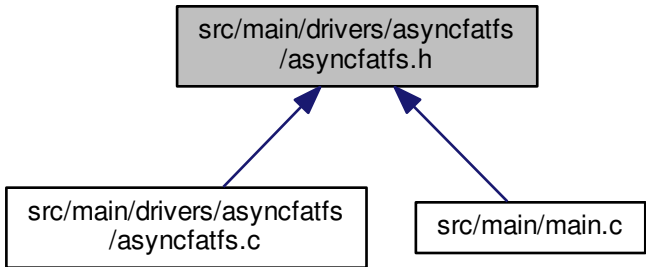 src/main/drivers/asyncfatfs
/asyncfatfs.h
src/main/drivers/asyncfatfs
/asyncfatfs.c
src/main/main.c